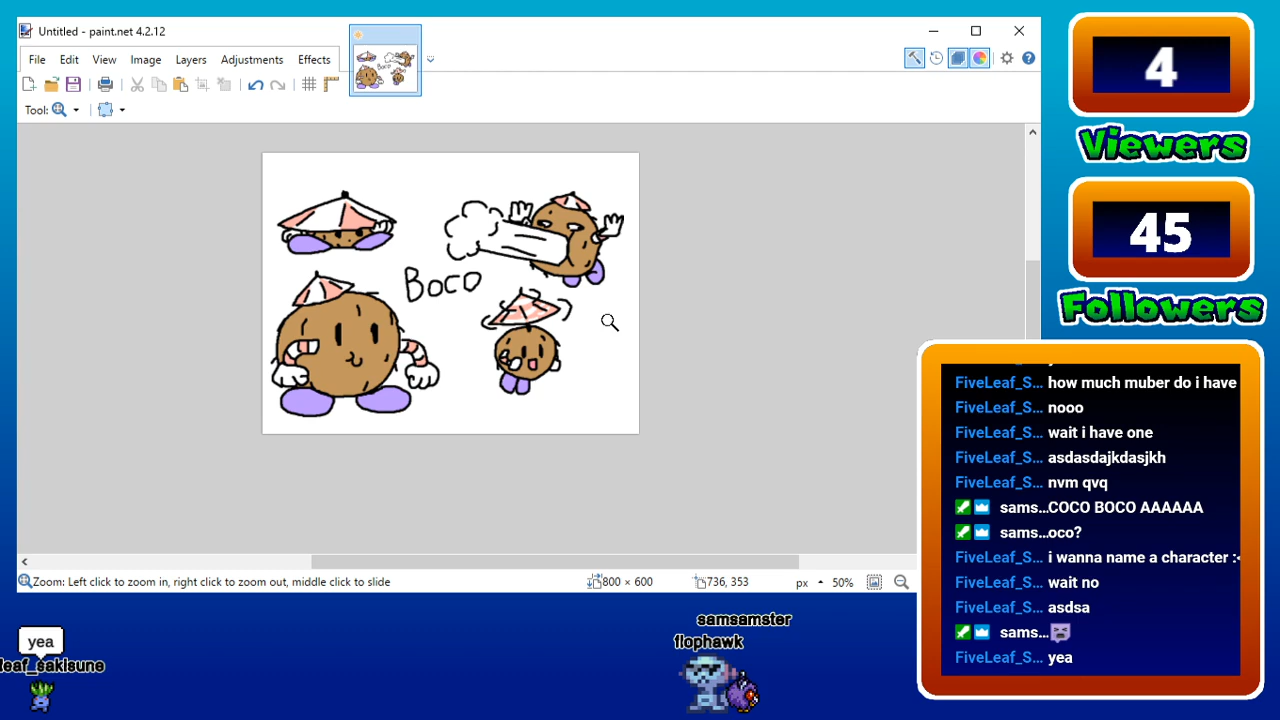 Untitled - paint.net 4.2.12
File Edit View Image Layers Adjustments Effects
Tool:
Boco
Zoom: Left click to zoom in, right click to zoom out, middle click to slide
800 × 600
736, 353
px
50%
4
Viewers
45
Followers
FiveLeaf_S... how much muber do i have
FiveLeaf_S... nooo
FiveLeaf_S... wait i have one
FiveLeaf_S... asdasdajkdasjkh
FiveLeaf_S... nvm qvq
sams... COCO BOCO AAAAAA
sams... oco?
FiveLeaf_S... i wanna name a character :<
FiveLeaf_S... wait no
FiveLeaf_S... asdsa
sams...
FiveLeaf_S... yea
yea
leaf_sakisune
samsamster
flophawk